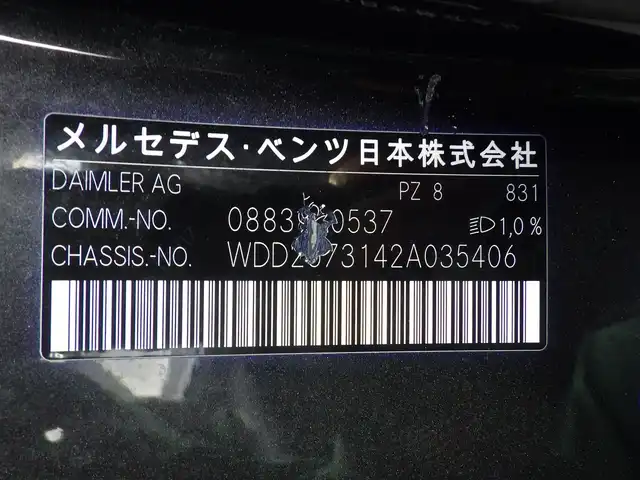 メルセデス・ベンツ日本株式会社
DAIMLER AG PZ 8 831
COMM.-NO. 1,0 %
CHASSIS.-NO.